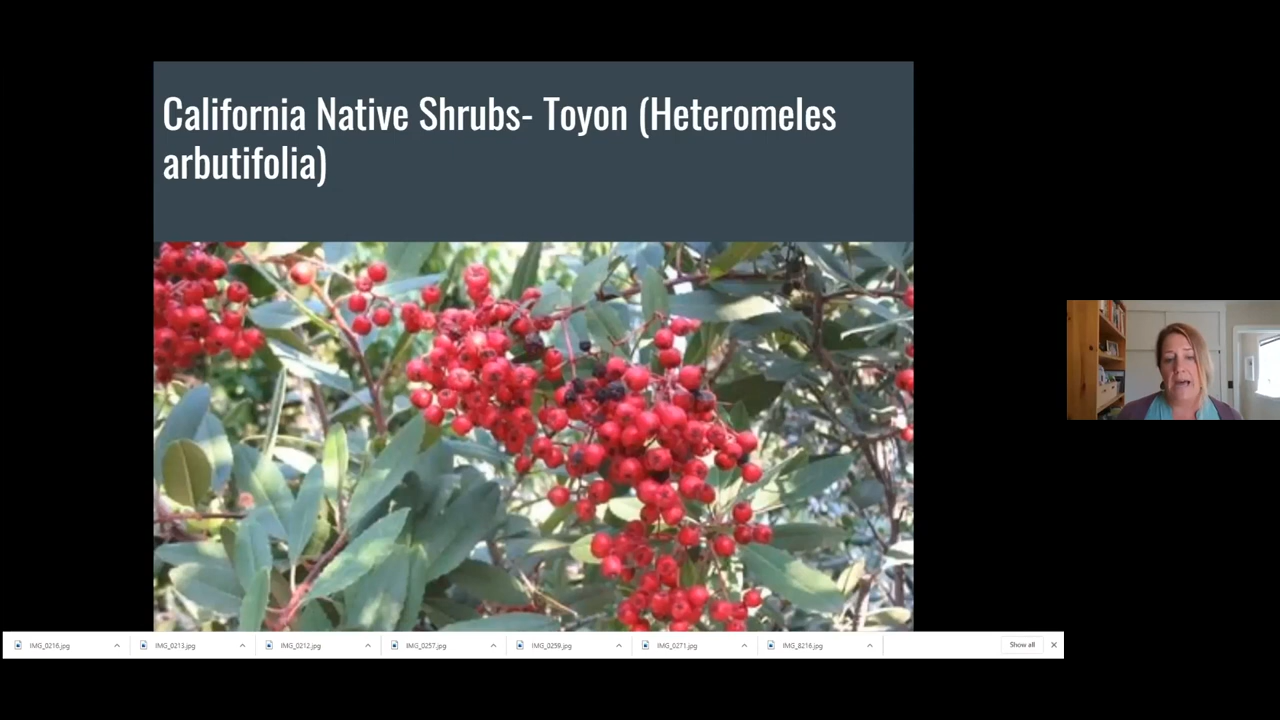 California Native Shrubs- Toyon (Heteromeles
arbutifolia)
IMG_0216.jpg
IMG_0213.jpg
IMG_0212.jpg
IMG_0257.jpg
IMG_0259.jpg
IMG_0271.jpg
IMG_8216.jpg
Show all